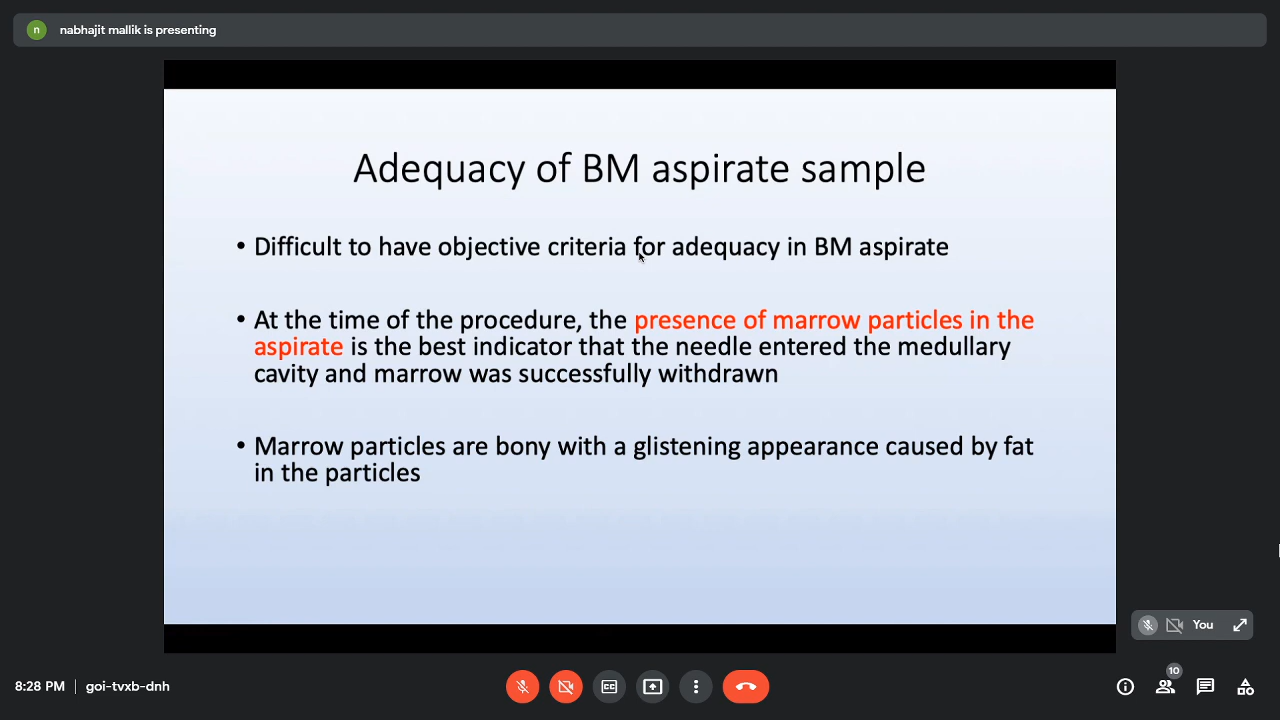 n
nabhajit mallik is presenting
Adequacy of BM aspirate sample
• Difficult to have objective criteria for adequacy in BM aspirate
• At the time of the procedure, the presence of marrow particles in the
aspirate is the best indicator that the needle entered the medullary
cavity and marrow was successfully withdrawn
• Marrow particles are bony with a glistening appearance caused by fat
in the particles
You
8:28 PM | goi-tvxb-dnh
CC
10